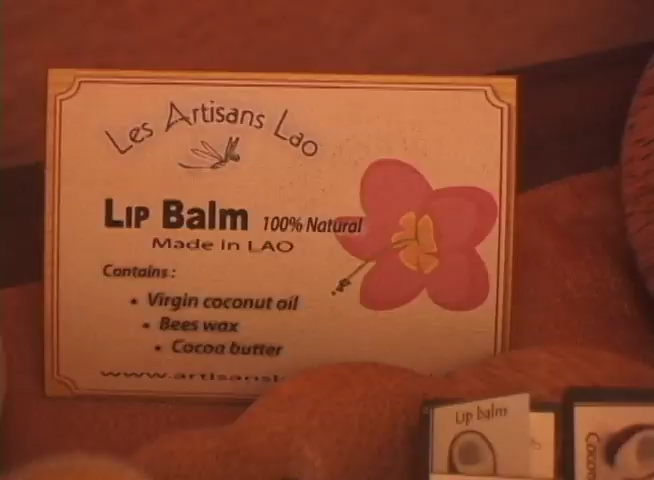 Les Artisans Lao
Lip Balm 100% Natural
Made in LAO
Contains:
• Virgin coconut oil
• Bees wax
• Cocoa butter
Lip balm